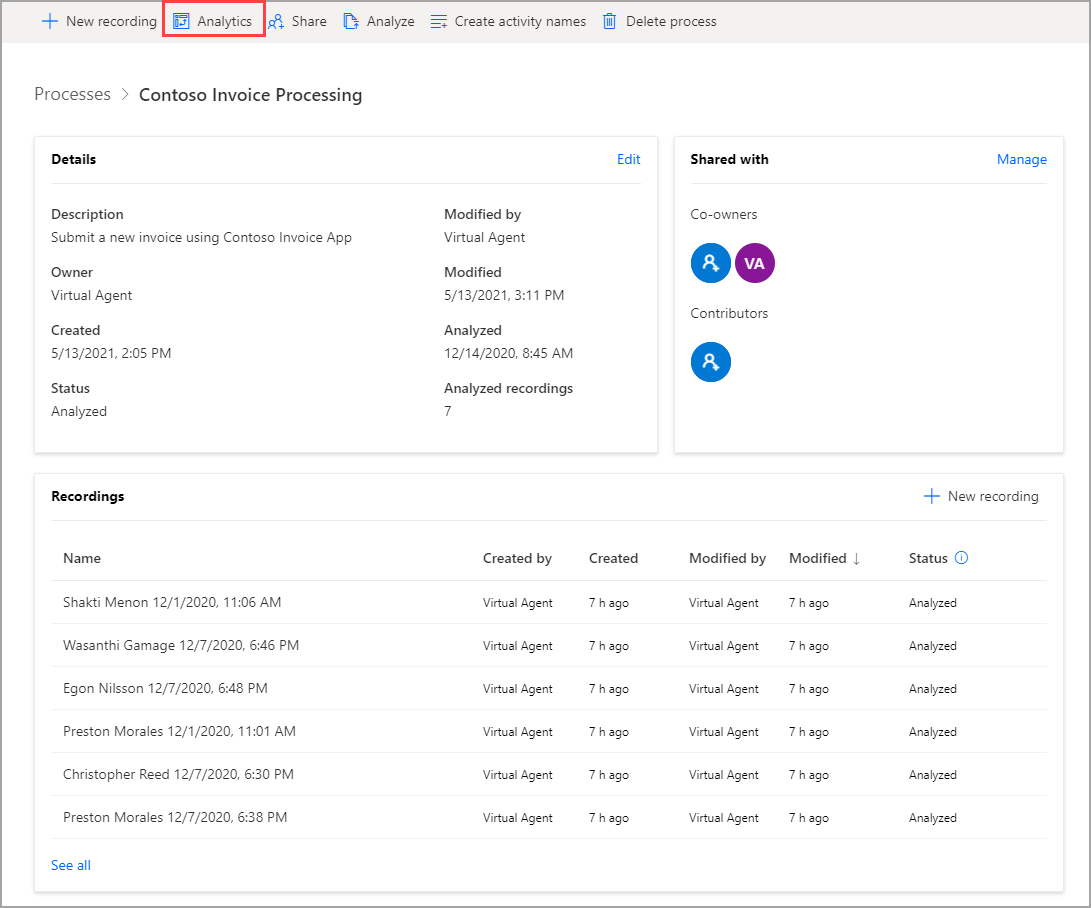 New recording Analytics Share Analyze Create activity names Delete process
Processes > Contoso Invoice Processing
Details Edit
Description
Submit a new invoice using Contoso Invoice App
Owner
Virtual Agent
Created
5/13/2021, 2:05 PM
Status
Analyzed
Modified by
Virtual Agent
Modified
5/13/2021, 3:11 PM
Analyzed
12/14/2020, 8:45 AM
Analyzed recordings
7
Shared with Manage
Co-owners
VA
Contributors
Recordings New recording
Name Created by Created Modified by Modified ↓ Status
Shakti Menon 12/1/2020, 11:06 AM Virtual Agent 7 h ago Virtual Agent 7 h ago Analyzed
Wasanthi Gamage 12/7/2020, 6:46 PM Virtual Agent 7 h ago Virtual Agent 7 h ago Analyzed
Egon Nilsson 12/7/2020, 6:48 PM Virtual Agent 7 h ago Virtual Agent 7 h ago Analyzed
Preston Morales 12/1/2020, 11:01 AM Virtual Agent 7 h ago Virtual Agent 7 h ago Analyzed
Christopher Reed 12/7/2020, 6:30 PM Virtual Agent 7 h ago Virtual Agent 7 h ago Analyzed
Preston Morales 12/7/2020, 6:38 PM Virtual Agent 7 h ago Virtual Agent 7 h ago Analyzed
See all